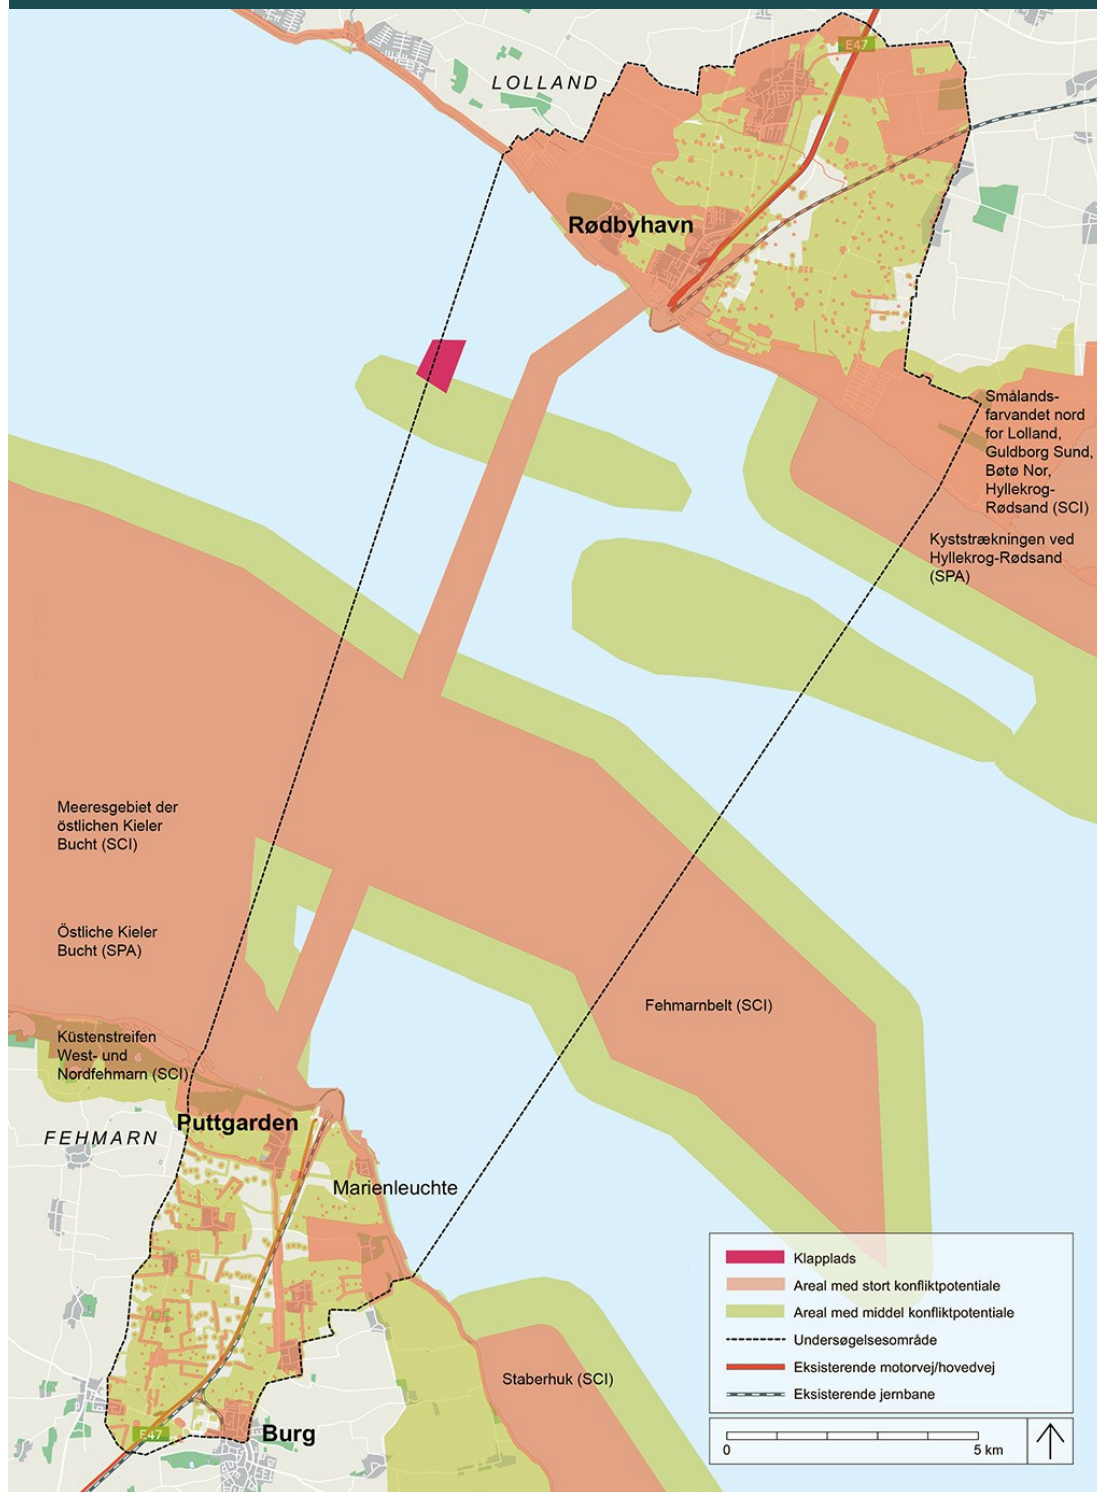 E47
LOLLAND
Rødbyhavn
Smålands-
farvandet nord
for Lolland,
Guldborg Sund,
Bøtø Nor,
Hyllekrog-
Rødsand (SCI)
Kyststrækningen ved
Hyllekrog-Rødsand
(SPA)
Meeresgebiet der
östlichen Kieler
Bucht (SCI)
Östliche Kieler
Bucht (SPA)
Fehmarnbelt (SCI)
Küstenstreifen
West- und
Nordfehmarn (SCI)
Puttgarden
FEHMARN
Marienleuchte
Staberhuk (SCI)
E47
Burg
Klapplads
Areal med stort konfliktpotentiale
Areal med middel konfliktpotentiale
Undersøgelsesområde
Eksisterende motorvej/hovedvej
Eksisterende jernbane
0 5 km